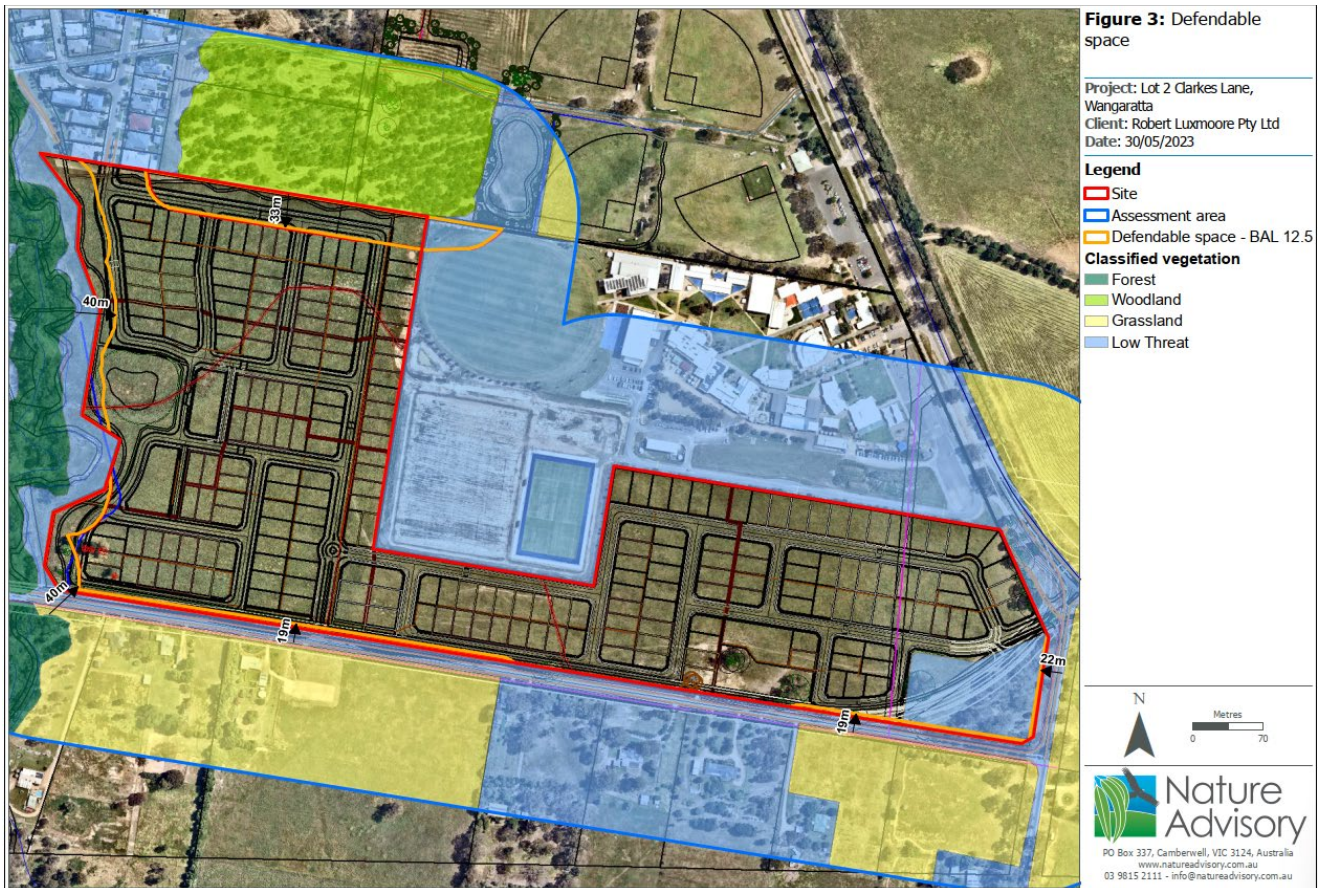 Figure 3: Defendable
space
Project: Lot 2 Clarkes Lane,
Wangaratta
Client: Robert Luxmoore Pty Ltd
Date: 30/05/2023
Legend
Site
Assessment area
Defendable space - BAL 12.5
Classified vegetation
Forest
Woodland
Grassland
Low Threat
33m
40m
40m
19m
22m
19m
N
Metres
0 70
Nature
Advisory
PO Box 337, Camberwell, VIC 3124, Australia
www.natureadvisory.com.au
03 9815 2111 - info@natureadvisory.com.au